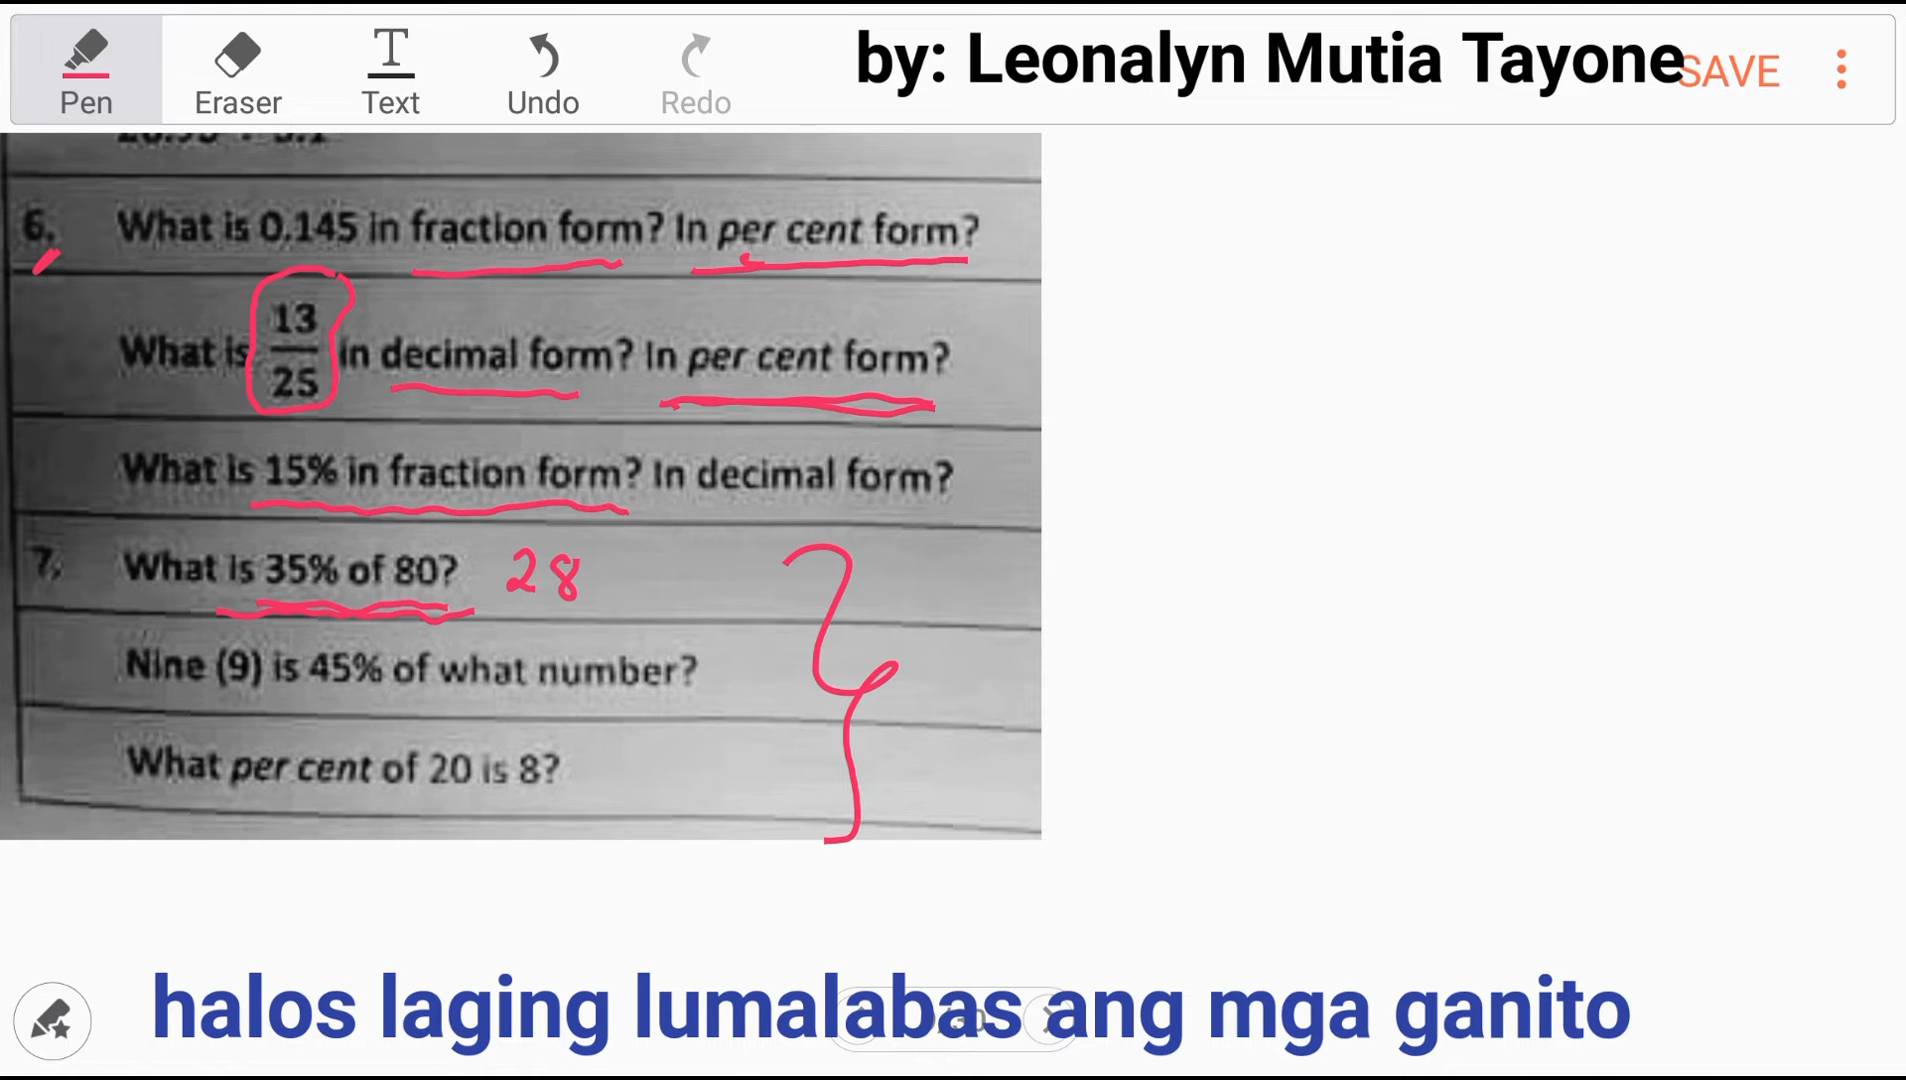 by: Leonalyn Mutia Tayone
SAVE
Pen
Eraser
Text
Undo
Redo
6. What is 0.145 in fraction form? In per cent form?
What is 13/25 in decimal form? In per cent form?
What is 15% in fraction form? In decimal form?
7. What is 35% of 80? 28
Nine (9) is 45% of what number?
What per cent of 20 is 8?
halos laging lumalabas ang mga ganito